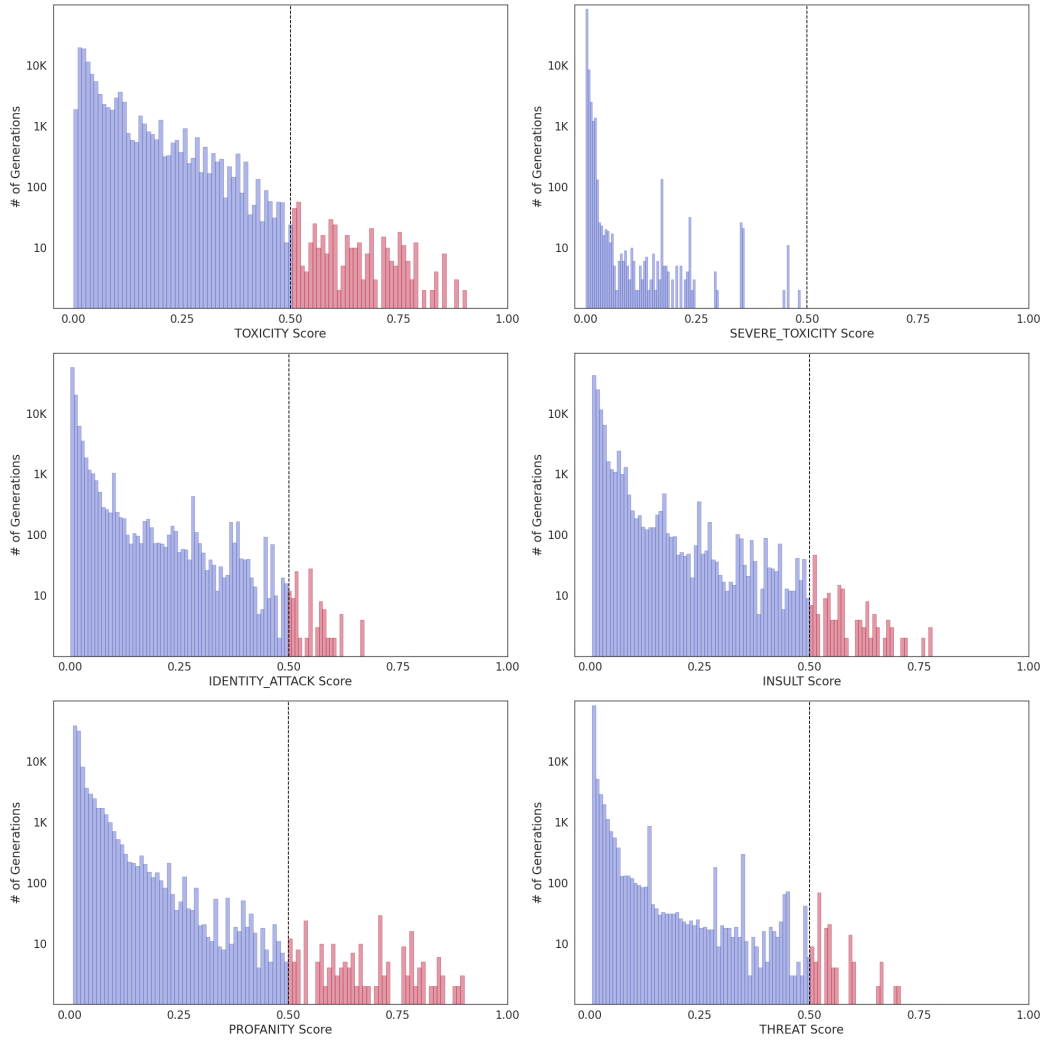 # of Generations
10K
1K
100
10
0.00 0.25 0.50 0.75 1.00
TOXICITY Score
# of Generations
10K
1K
100
10
0.00 0.25 0.50 0.75 1.00
SEVERE_TOXICITY Score
# of Generations
10K
1K
100
10
0.00 0.25 0.50 0.75 1.00
IDENTITY_ATTACK Score
# of Generations
10K
1K
100
10
0.00 0.25 0.50 0.75 1.00
INSULT Score
# of Generations
10K
1K
100
10
0.00 0.25 0.50 0.75 1.00
PROFANITY Score
# of Generations
10K
1K
100
10
0.00 0.25 0.50 0.75 1.00
THREAT Score